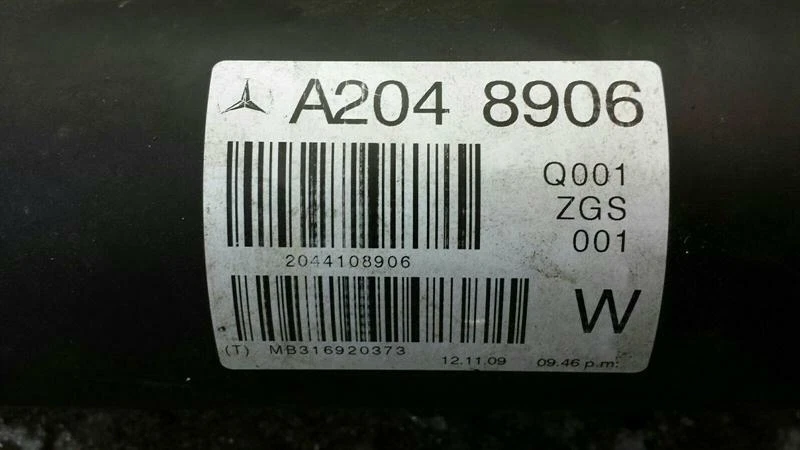 A204 8906
Q001
ZGS
001
2044108906
W
(T) MB316920373
12.11.09 09.46 p.m: